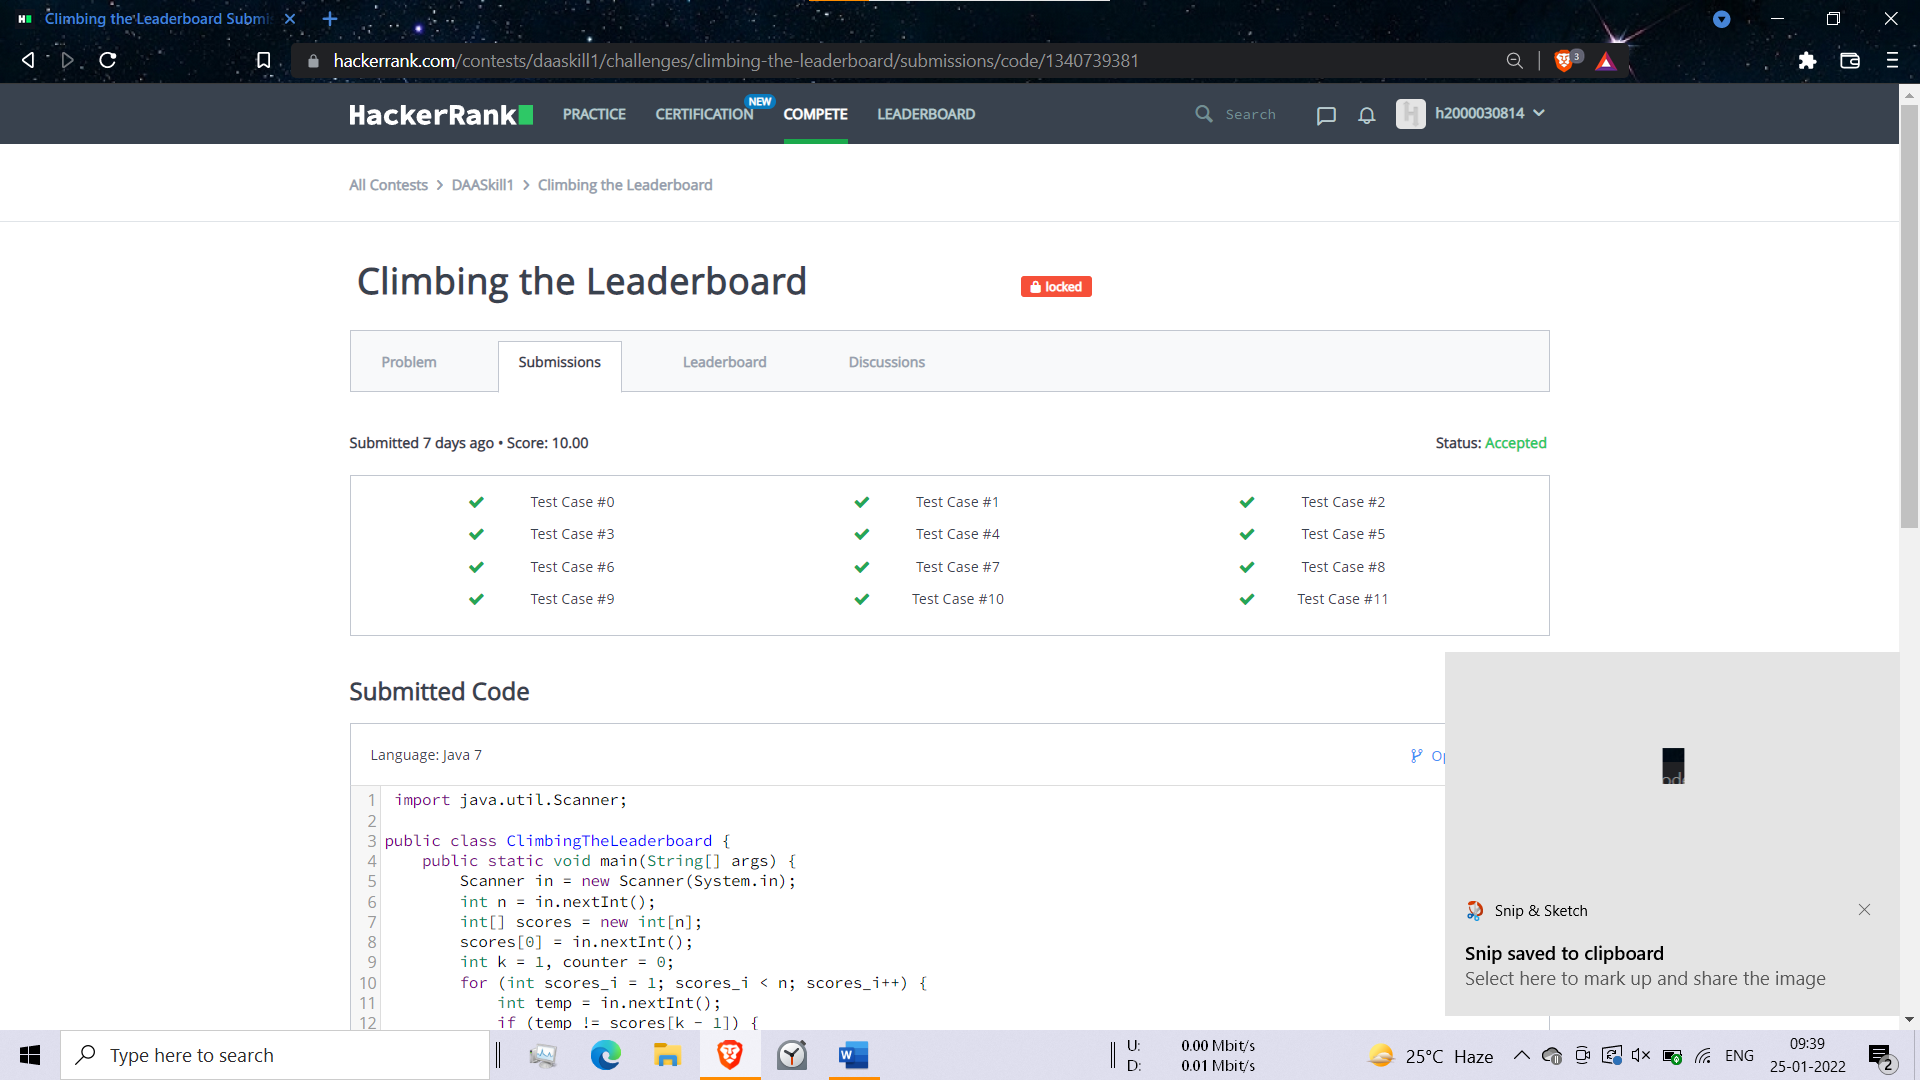 Climbing the Leaderboard Submi
hackerrank.com/contests/daaskill1/challenges/climbing-the-leaderboard/submissions/code/1340739381
3
HackerRank
PRACTICE
CERTIFICATION
NEW
COMPETE
LEADERBOARD
Search
h2000030814
All Contests > DAASkill1 > Climbing the Leaderboard
Climbing the Leaderboard
locked
Problem
Submissions
Leaderboard
Discussions
Submitted 7 days ago • Score: 10.00
Status: Accepted
Test Case #0
Test Case #1
Test Case #2
Test Case #3
Test Case #4
Test Case #5
Test Case #6
Test Case #7
Test Case #8
Test Case #9
Test Case #10
Test Case #11
Submitted Code
Language: Java 7
1 import java.util.Scanner;
2
3 public class ClimbingTheLeaderboard {
4 public static void main(String[] args) {
5 Scanner in = new Scanner(System.in);
6 int n = in.nextInt();
7 int[] scores = new int[n];
8 scores[0] = in.nextInt();
9 int k = 1, counter = 0;
10 for (int scores_i = 1; scores_i < n; scores_i++) {
11 int temp = in.nextInt();
12 if (temp != scores[k - 1]) {
Snip & Sketch
Snip saved to clipboard
Select here to mark up and share the image
Type here to search
U: 0.00 Mbit/s
D: 0.01 Mbit/s
25°C Haze
ENG
09:39
25-01-2022
2